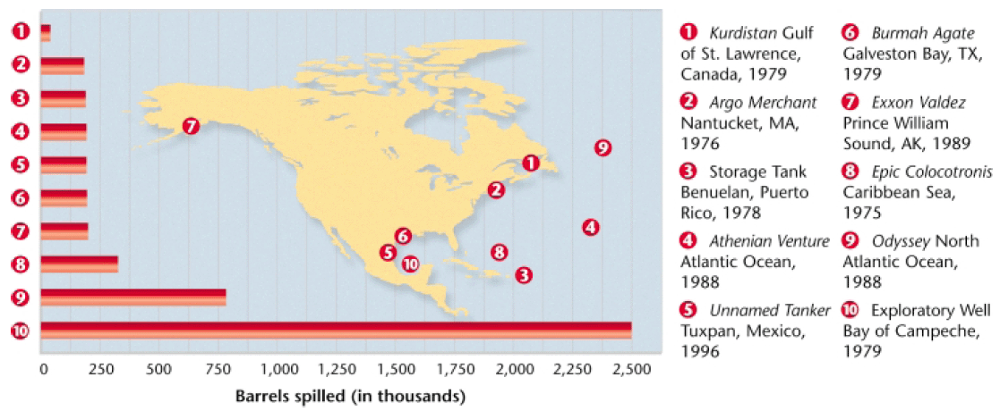 1
2
3
4
5
6
7
8
9
10
7
9
1
2
4
6
5
10
8
3
0 250 500 750 1,000 1,250 1,500 1,750 2,000 2,250 2,500
Barrels spilled (in thousands)
1 Kurdistan Gulf
of St. Lawrence,
Canada, 1979
2 Argo Merchant
Nantucket, MA,
1976
3 Storage Tank
Benuelan, Puerto
Rico, 1978
4 Athenian Venture
Atlantic Ocean,
1988
5 Unnamed Tanker
Tuxpan, Mexico,
1996
6 Burmah Agate
Galveston Bay, TX,
1979
7 Exxon Valdez
Prince William
Sound, AK, 1989
8 Epic Colocotronis
Caribbean Sea,
1975
9 Odyssey North
Atlantic Ocean,
1988
10 Exploratory Well
Bay of Campeche,
1979